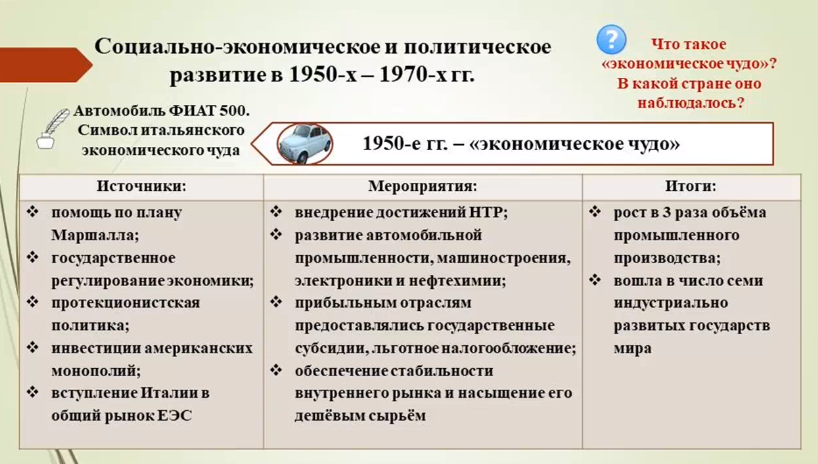 Социально-экономическое и политическое
развитие в 1950-х – 1970-х гг.
?
Что такое
«экономическое чудо»?
В какой стране оно
наблюдалось?
Автомобиль ФИАТ 500.
Символ итальянского
экономического чуда
1950-е гг. – «экономическое чудо»
Источники:
❖ помощь по плану
Маршалла;
❖ государственное
регулирование экономики;
❖ протекционистская
политика;
❖ инвестиции американских
монополий;
❖ вступление Италии в
общий рынок ЕЭС
Мероприятия:
❖ внедрение достижений НТР;
❖ развитие автомобильной
промышленности, машиностроения,
электроники и нефтехимии;
❖ прибыльным отраслям
предоставлялись государственные
субсидии, льготное налогообложение;
❖ обеспечение стабильности
внутреннего рынка и насыщение его
дешёвым сырьём
Итоги:
❖ рост в 3 раза объёма
промышленного
производства;
❖ вошла в число семи
индустриально
развитых государств
мира